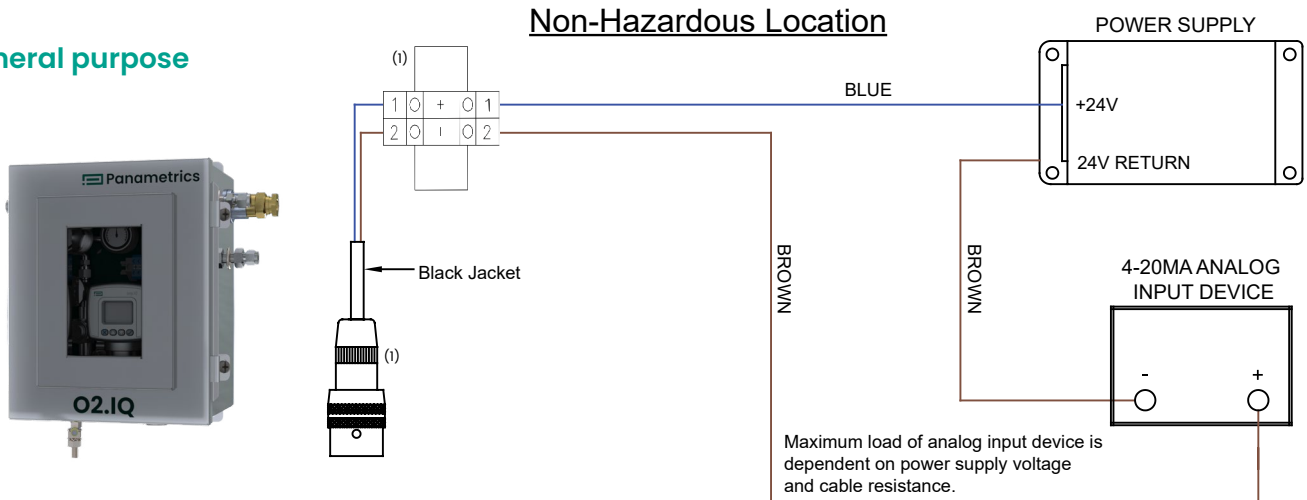 Non-Hazardous Location
neral purpose
POWER SUPPLY
(1)
BLUE
1 + 1
2 - 2
+24V
24V RETURN
Panametrics
BROWN
BROWN
Black Jacket
4-20MA ANALOG
INPUT DEVICE
(1)
- +
O2.IQ
Maximum load of analog input device is
dependent on power supply voltage
and cable resistance.